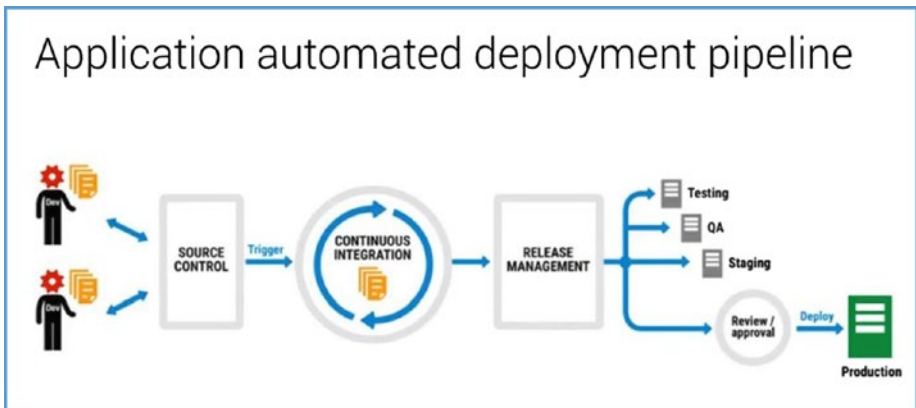 Application automated deployment pipeline
Dev
Dev
SOURCE
CONTROL
Trigger
CONTINUOUS
INTEGRATION
RELEASE
MANAGEMENT
Testing
QA
Staging
Review /
approval
Deploy
Production